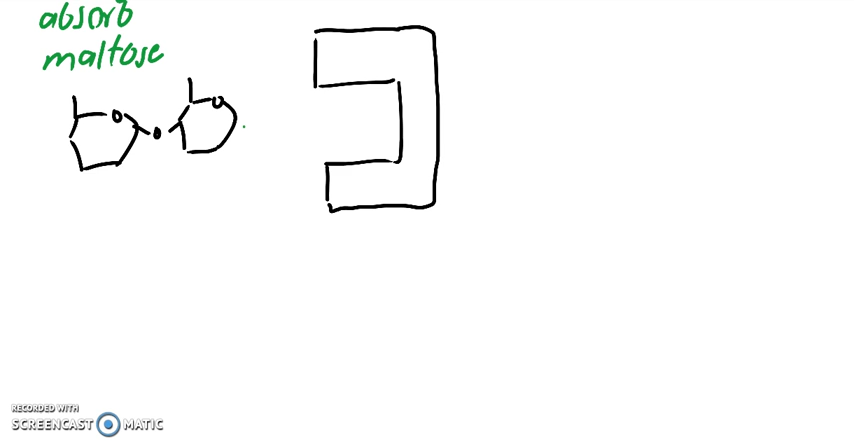 absorb
maltose
O
O
O
RECORDED WITH
SCREENCAST MATIC